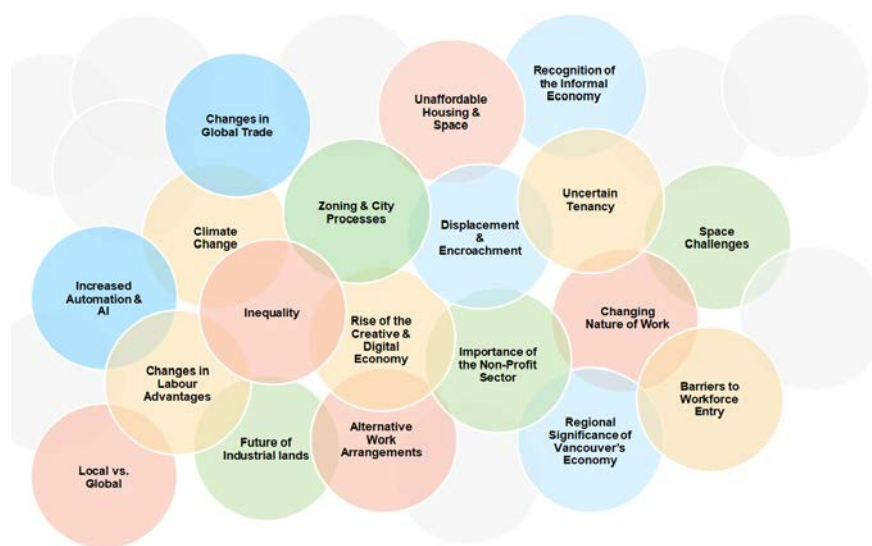 Recognition of
the Informal
Economy
Unaffordable
Housing &
Space
Changes in
Global Trade
Uncertain
Tenancy
Zoning & City
Processes
Displacement
&
Encroachment
Space
Challenges
Climate
Change
Increased
Automation &
AI
Inequality
Changing
Nature of Work
Rise of the
Creative &
Digital
Economy
Importance of
the Non-Profit
Sector
Changes in
Labour
Advantages
Barriers to
Workforce
Entry
Future of
Industrial lands
Alternative
Work
Arrangements
Regional
Significance of
Vancouver's
Economy
Local vs.
Global